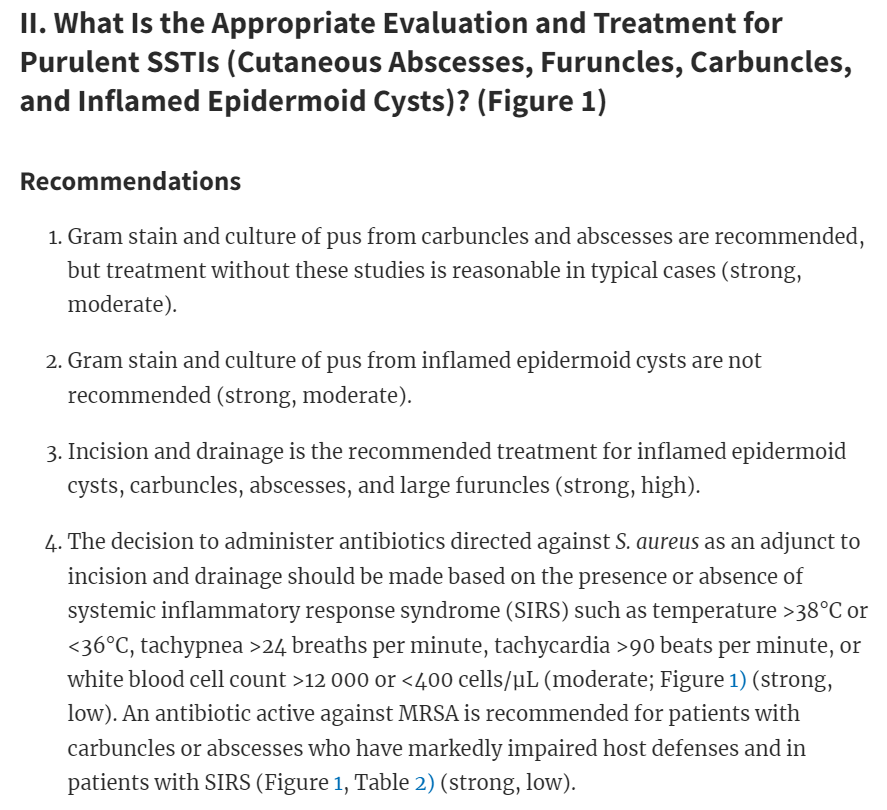 II. What Is the Appropriate Evaluation and Treatment for
Purulent SSTIs (Cutaneous Abscesses, Furuncles, Carbuncles,
and Inflamed Epidermoid Cysts)? (Figure 1)
Recommendations
1. Gram stain and culture of pus from carbuncles and abscesses are recommended,
but treatment without these studies is reasonable in typical cases (strong,
moderate).
2. Gram stain and culture of pus from inflamed epidermoid cysts are not
recommended (strong, moderate).
3. Incision and drainage is the recommended treatment for inflamed epidermoid
cysts, carbuncles, abscesses, and large furuncles (strong, high).
4. The decision to administer antibiotics directed against S. aureus as an adjunct to
incision and drainage should be made based on the presence or absence of
systemic inflammatory response syndrome (SIRS) such as temperature >38°C or
<36°C, tachypnea >24 breaths per minute, tachycardia >90 beats per minute, or
white blood cell count >12 000 or <400 cells/µL (moderate; Figure 1) (strong,
low). An antibiotic active against MRSA is recommended for patients with
carbuncles or abscesses who have markedly impaired host defenses and in
patients with SIRS (Figure 1, Table 2) (strong, low).